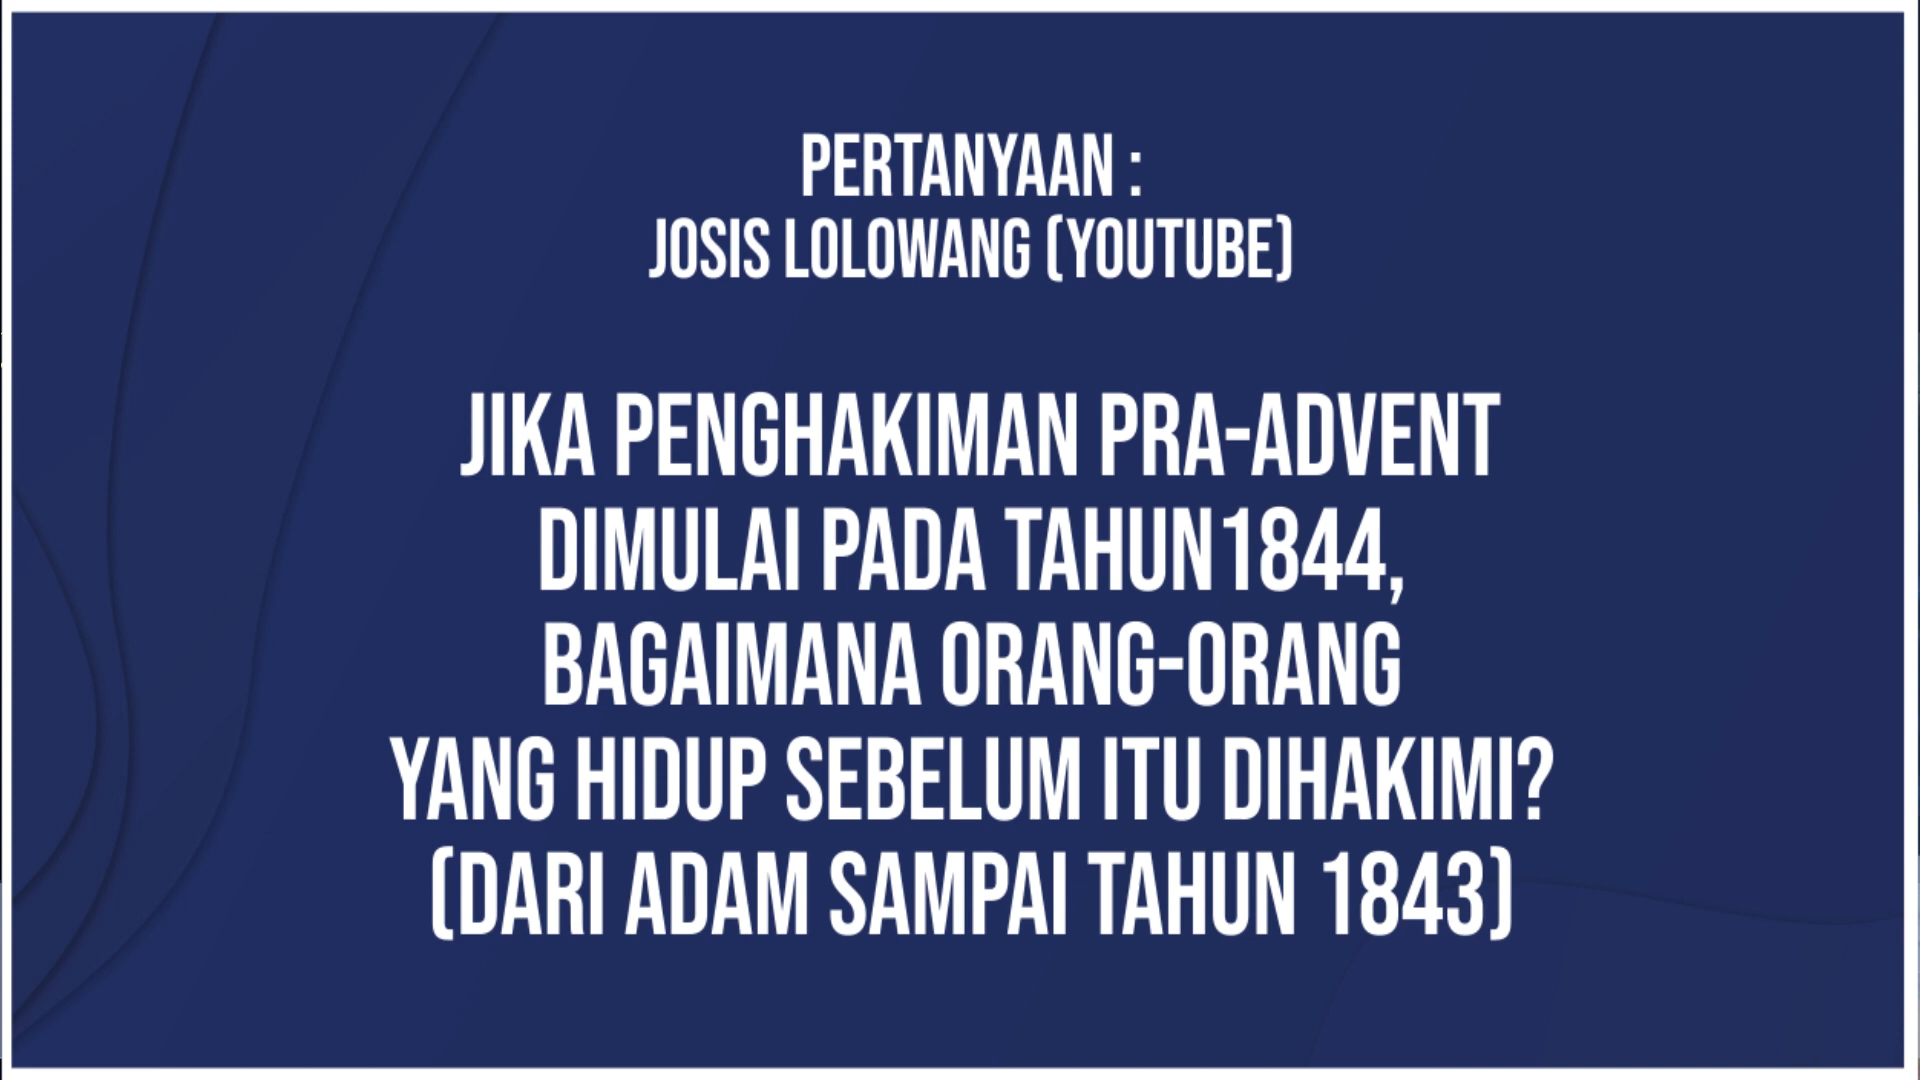 PERTANYAAN :
JOSIS LOLOWANG (YOUTUBE)
JIKA PENGHAKIMAN PRA-ADVENT
DIMULAI PADA TAHUN1844,
BAGAIMANA ORANG-ORANG
YANG HIDUP SEBELUM ITU DIHAKIMI?
(DARI ADAM SAMPAI TAHUN 1843)